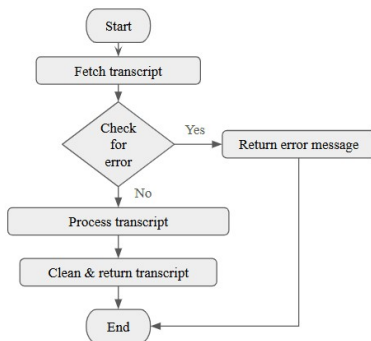 Start
Fetch transcript
Check
for
error
Yes
Return error message
No
Process transcript
Clean & return transcript
End